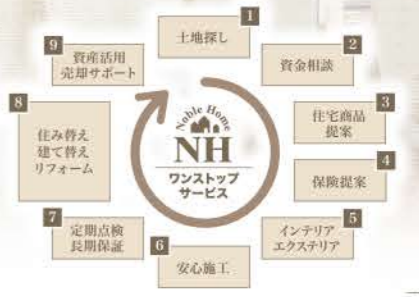 1
土地探し
2
資金相談
3
住宅商品
提案
4
保険提案
5
インテリア
エクステリア
6
安心施工
7
定期点検
長期保証
8
住み替え
建て替え
リフォーム
9
資産活用
売却サポート
Noble Home
NH
ワンストップ
サービス